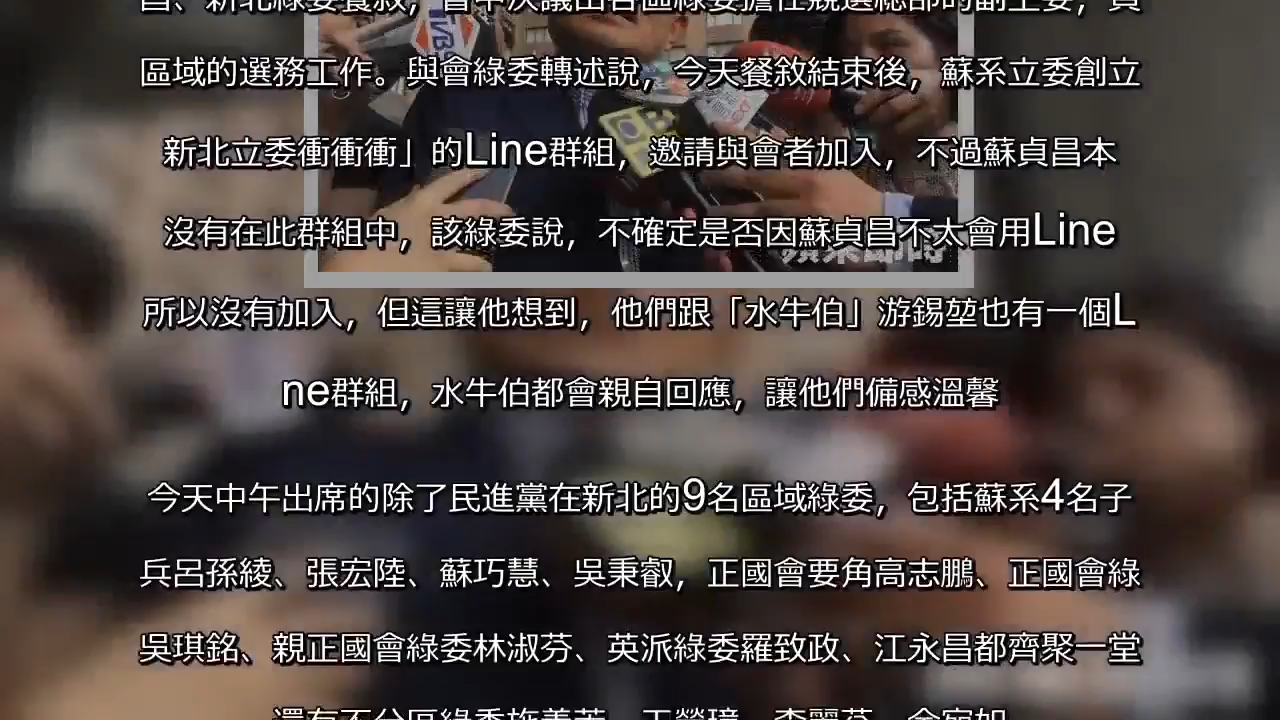 區域的選務工作。與會綠委轉述說，今天餐敘結束後，蘇系立委創立
新北立委衝衝衝」的Line群組，邀請與會者加入，不過蘇貞昌本
沒有在此群組中，該綠委說，不確定是否因蘇貞昌不太會用Line
所以沒有加入，但這讓他想到，他們跟「水牛伯」游錫堃也有一個L
ne群組，水牛伯都會親自回應，讓他們備感溫馨
今天中午出席的除了民進黨在新北的9名區域綠委，包括蘇系4名子
兵呂孫綾、張宏陸、蘇巧慧、吳秉叡，正國會要角高志鵬、正國會綠
吳琪銘、親正國會綠委林淑芬、英派綠委羅致政、江永昌都齊聚一堂